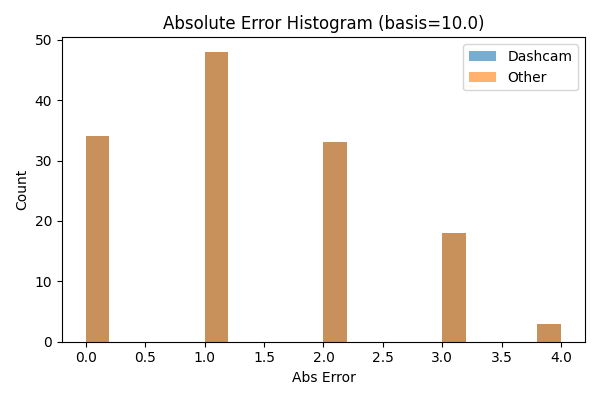 Absolute Error Histogram (basis=10.0)
Dashcam
Other
Count
50
40
30
20
10
0
0.0 0.5 1.0 1.5 2.0 2.5 3.0 3.5 4.0
Abs Error